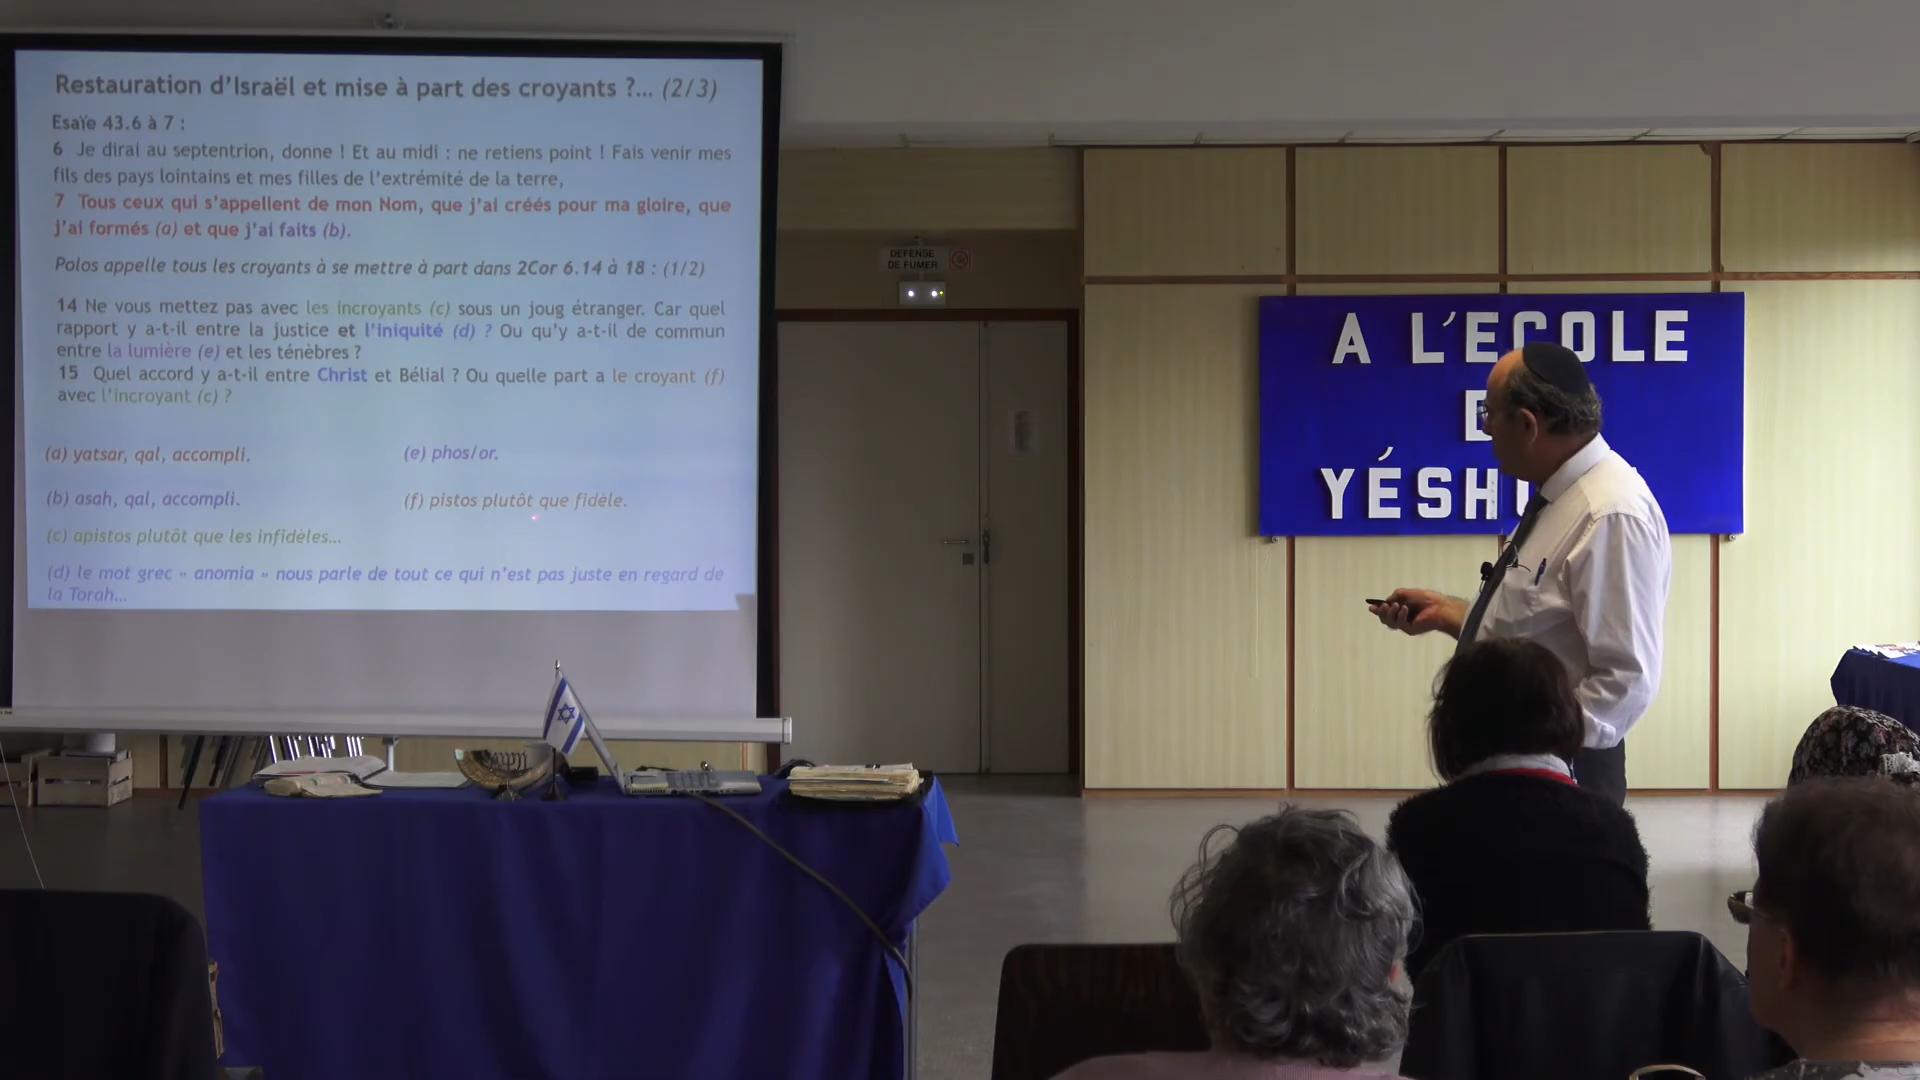 Restauration d'Israël et mise à part des croyants ?... (2/3)
Esaïe 43.6 à 7 :
6 Je dirai au septentrion, donne ! Et au midi : ne retiens point ! Fais venir mes
fils des pays lointains et mes filles de l'extrémité de la terre,
7 Tous ceux qui s'appellent de mon Nom, que j'ai créés pour ma gloire, que
j'ai formés (a) et que j'ai faits (b).
Polos appelle tous les croyants à se mettre à part dans 2Cor 6.14 à 18 : (1/2)
14 Ne vous mettez pas avec les incroyants (c) sous un joug étranger. Car quel
rapport y a-t-il entre la justice et l'iniquité (d) ? Ou qu'y a-t-il de commun
entre la lumière (e) et les ténèbres ?
15 Quel accord y a-t-il entre Christ et Bélial ? Ou quelle part a le croyant (f)
avec l'incroyant (c) ?
(a) yatsar, qal, accompli.
(e) phos/or.
(b) asah, qal, accompli.
(f) pistos plutôt que fidèle.
(c) apistos plutôt que les infidèles...
(d) le mot grec « anomia » nous parle de tout ce qui n'est pas juste en regard de
la Torah...
DEFENSE
DE FUMER
A L'ECOLE
D
YÉSH